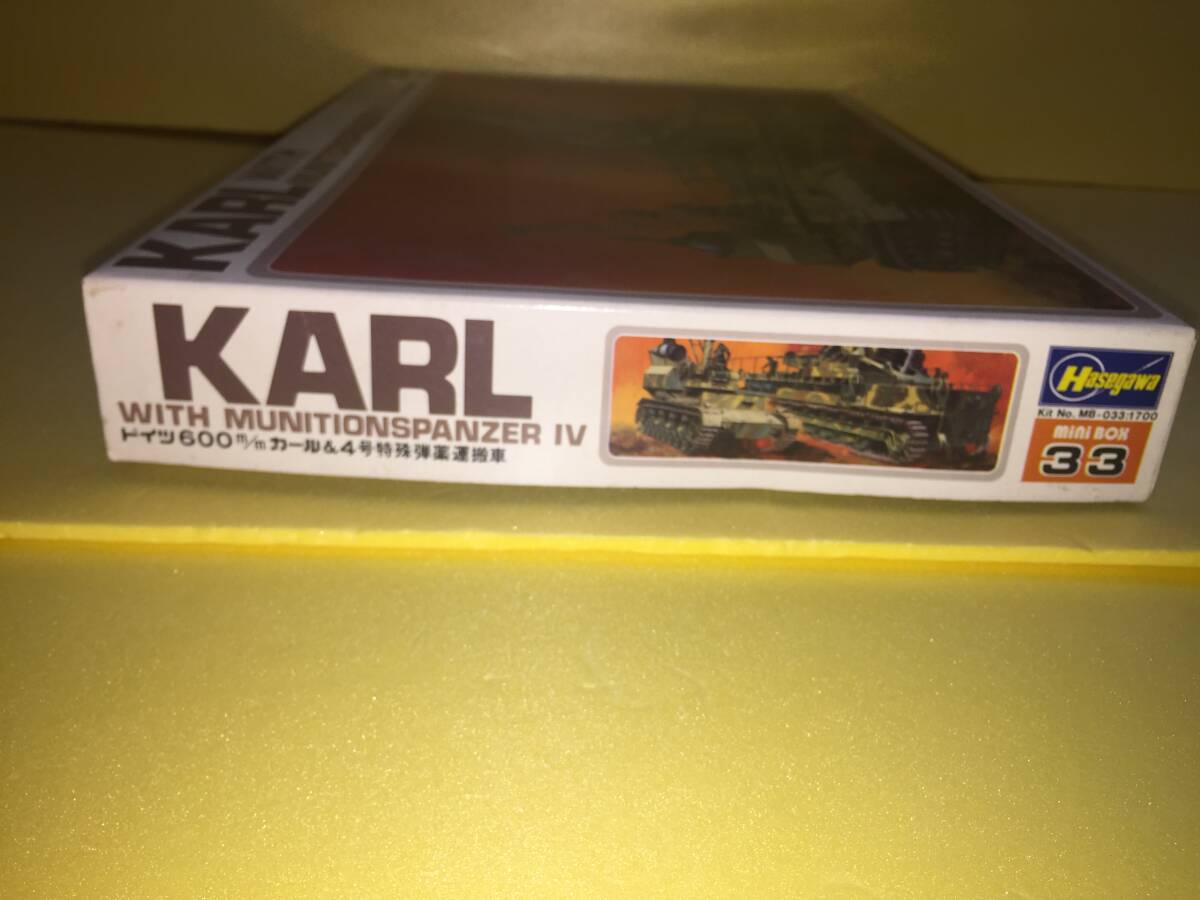 KARL
KARL
WITH MUNITIONSPANZER IV
ドイツ600m/mカール&4号特殊弾薬運搬車
Hasegawa
Kit No. MB-033:1700
MINI BOX
33